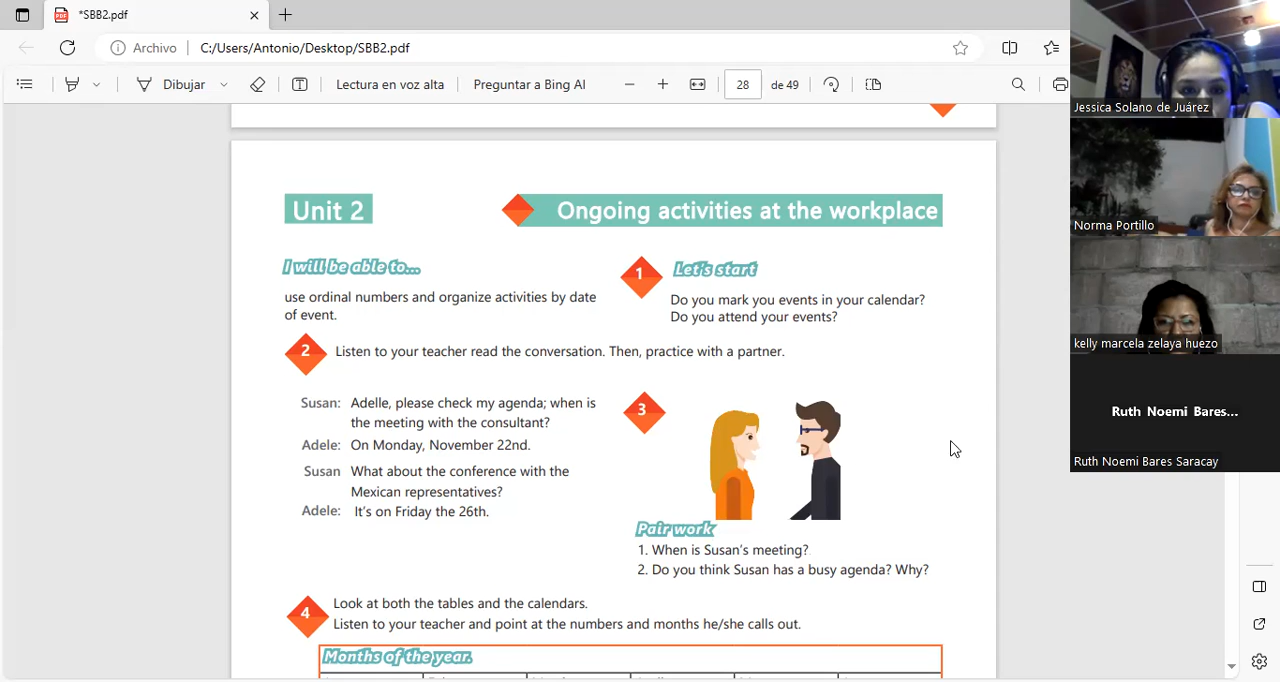 *SBB2.pdf
Archivo
C:/Users/Antonio/Desktop/SBB2.pdf
Dibujar
Lectura en voz alta
Preguntar a Bing AI
28
de 49
Unit 2
Ongoing activities at the workplace
I will be able to...
use ordinal numbers and organize activities by date
of event.
1
Let's start
Do you mark you events in your calendar?
Do you attend your events?
2
Listen to your teacher read the conversation. Then, practice with a partner.
Susan: Adelle, please check my agenda; when is
the meeting with the consultant?
Adele: On Monday, November 22nd.
Susan What about the conference with the
Mexican representatives?
Adele: It's on Friday the 26th.
3
Pair work
1. When is Susan's meeting?
2. Do you think Susan has a busy agenda? Why?
4
Look at both the tables and the calendars.
Listen to your teacher and point at the numbers and months he/she calls out.
Months of the year.
Jessica Solano de Juárez
Norma Portillo
kelly marcela zelaya huezo
Ruth Noemi Bares...
Ruth Noemi Bares Saracay